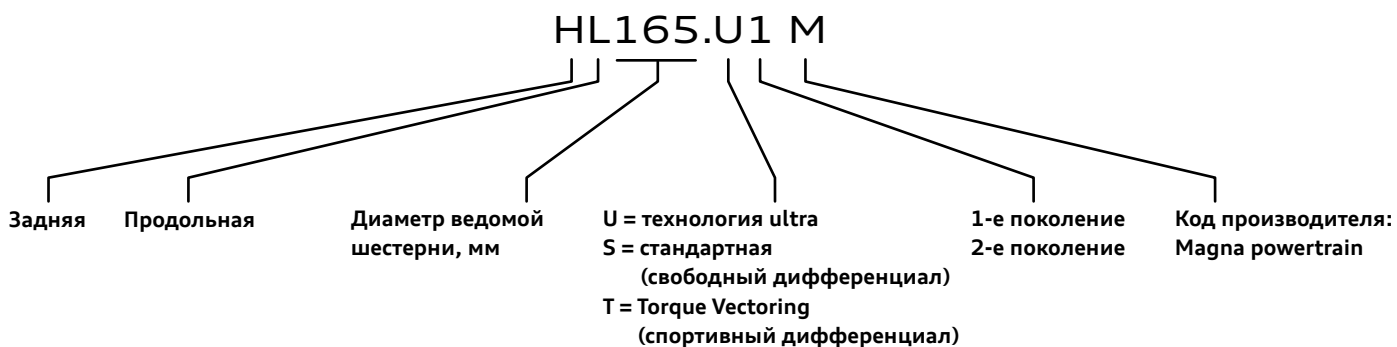 HL165.U1 M
Задняя
Продольная
Диаметр ведомой
шестерни, мм
U = технология ultra
S = стандартная
(свободный дифференциал)
T = Torque Vectoring
(спортивный дифференциал)
1-е поколение
2-е поколение
Код производителя:
Magna powertrain